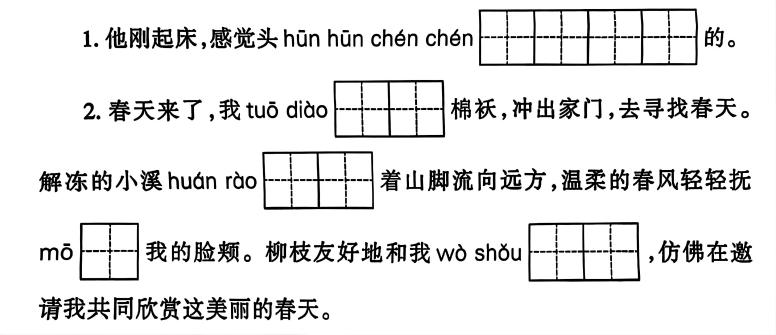 1. 他刚起床,感觉头 hūn hūn chén chén 的。
2. 春天来了,我 tuō diào 棉袄,冲出家门,去寻找春天。
解冻的小溪 huán rào 着山脚流向远方,温柔的春风轻轻抚
mō 我的脸颊。柳枝友好地和我 wò shǒu ,仿佛在邀
请我共同欣赏这美丽的春天。